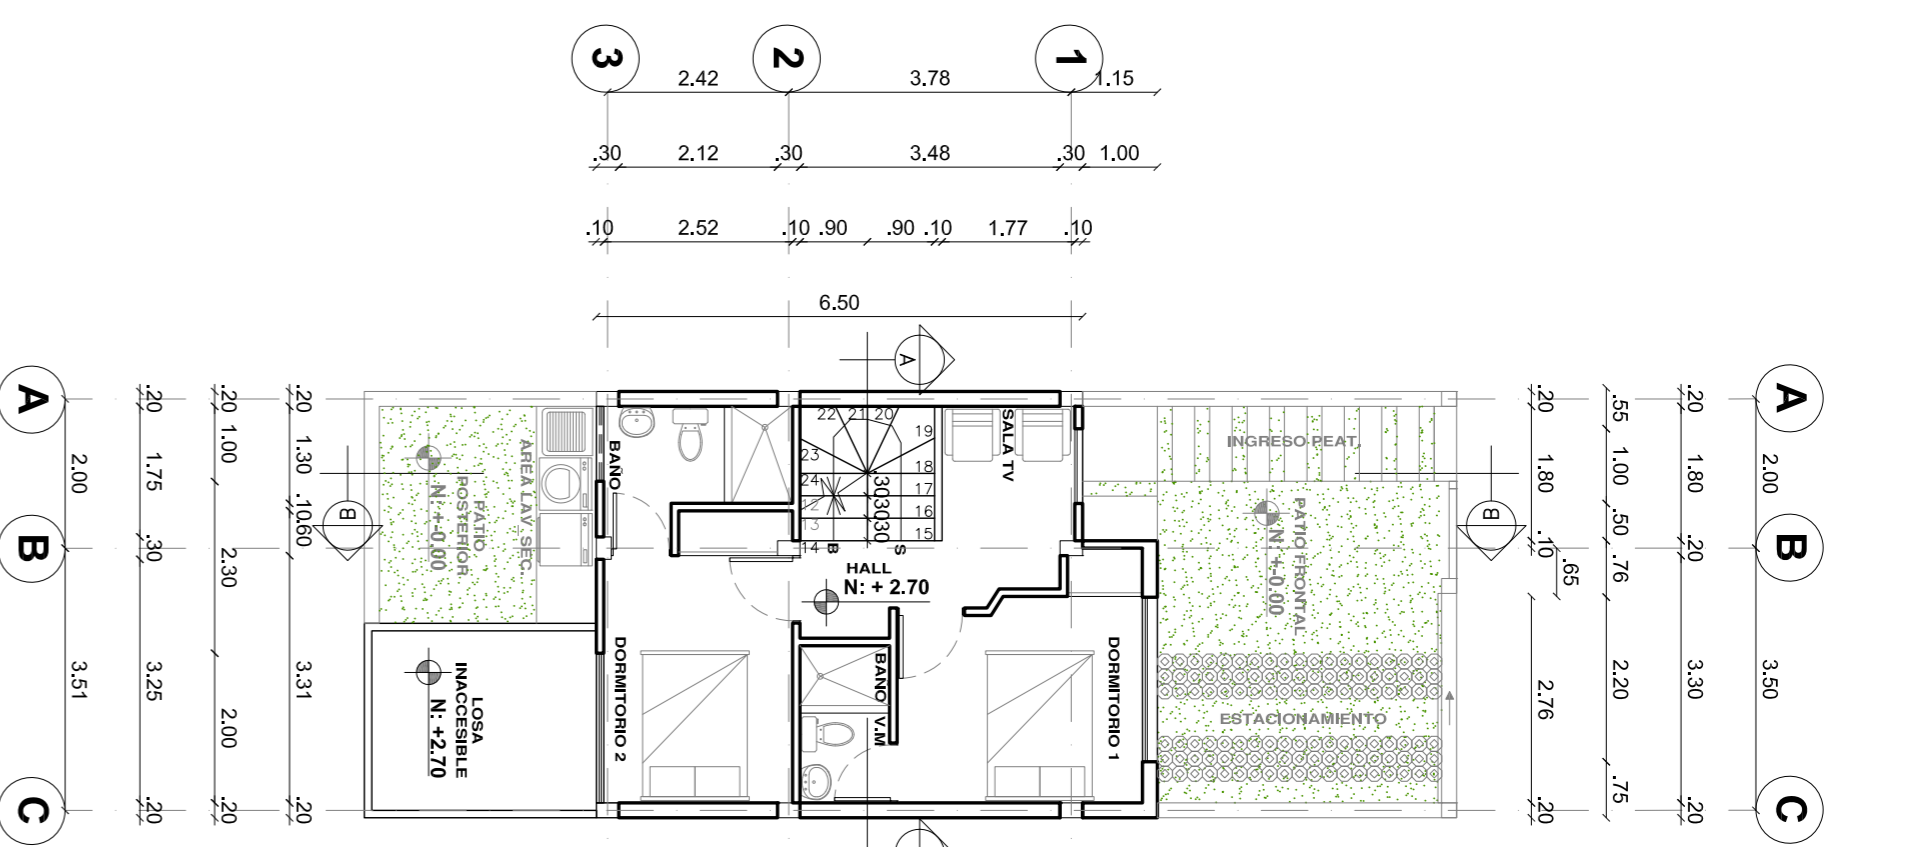 3
2
1
2.42
3.78
1.15
.30
2.12
.30
3.48
.30
1.00
.10
2.52
.10
.90
.90
.10
1.77
.10
6.50
A
A
B
C
2.00
3.51
.20
1.75
.30
3.25
.20
.20
1.00
2.30
2.00
.20
.20
1.30
.10
.60
3.31
.20
B
PATIO
POSTERIOR
N: +-0.00
AREA LAV SEC.
LOSA
INACCESIBLE
N: +2.70
BAÑO
DORMITORIO 2
22
21
20
19
18
17
16
15
23
24
12
13
14
.30
.30
.30
B
S
HALL
N: + 2.70
SALA TV
BAÑO V.M
DORMITORIO 1
INGRESO PEAT.
PATIO FRONTAL
N: +-0.00
ESTACIONAMIENTO
B
.20
1.80
.10
.65
2.76
.20
.55
1.00
.50
.76
2.20
.75
.20
1.80
.20
3.30
.20
2.00
3.50
A
B
C